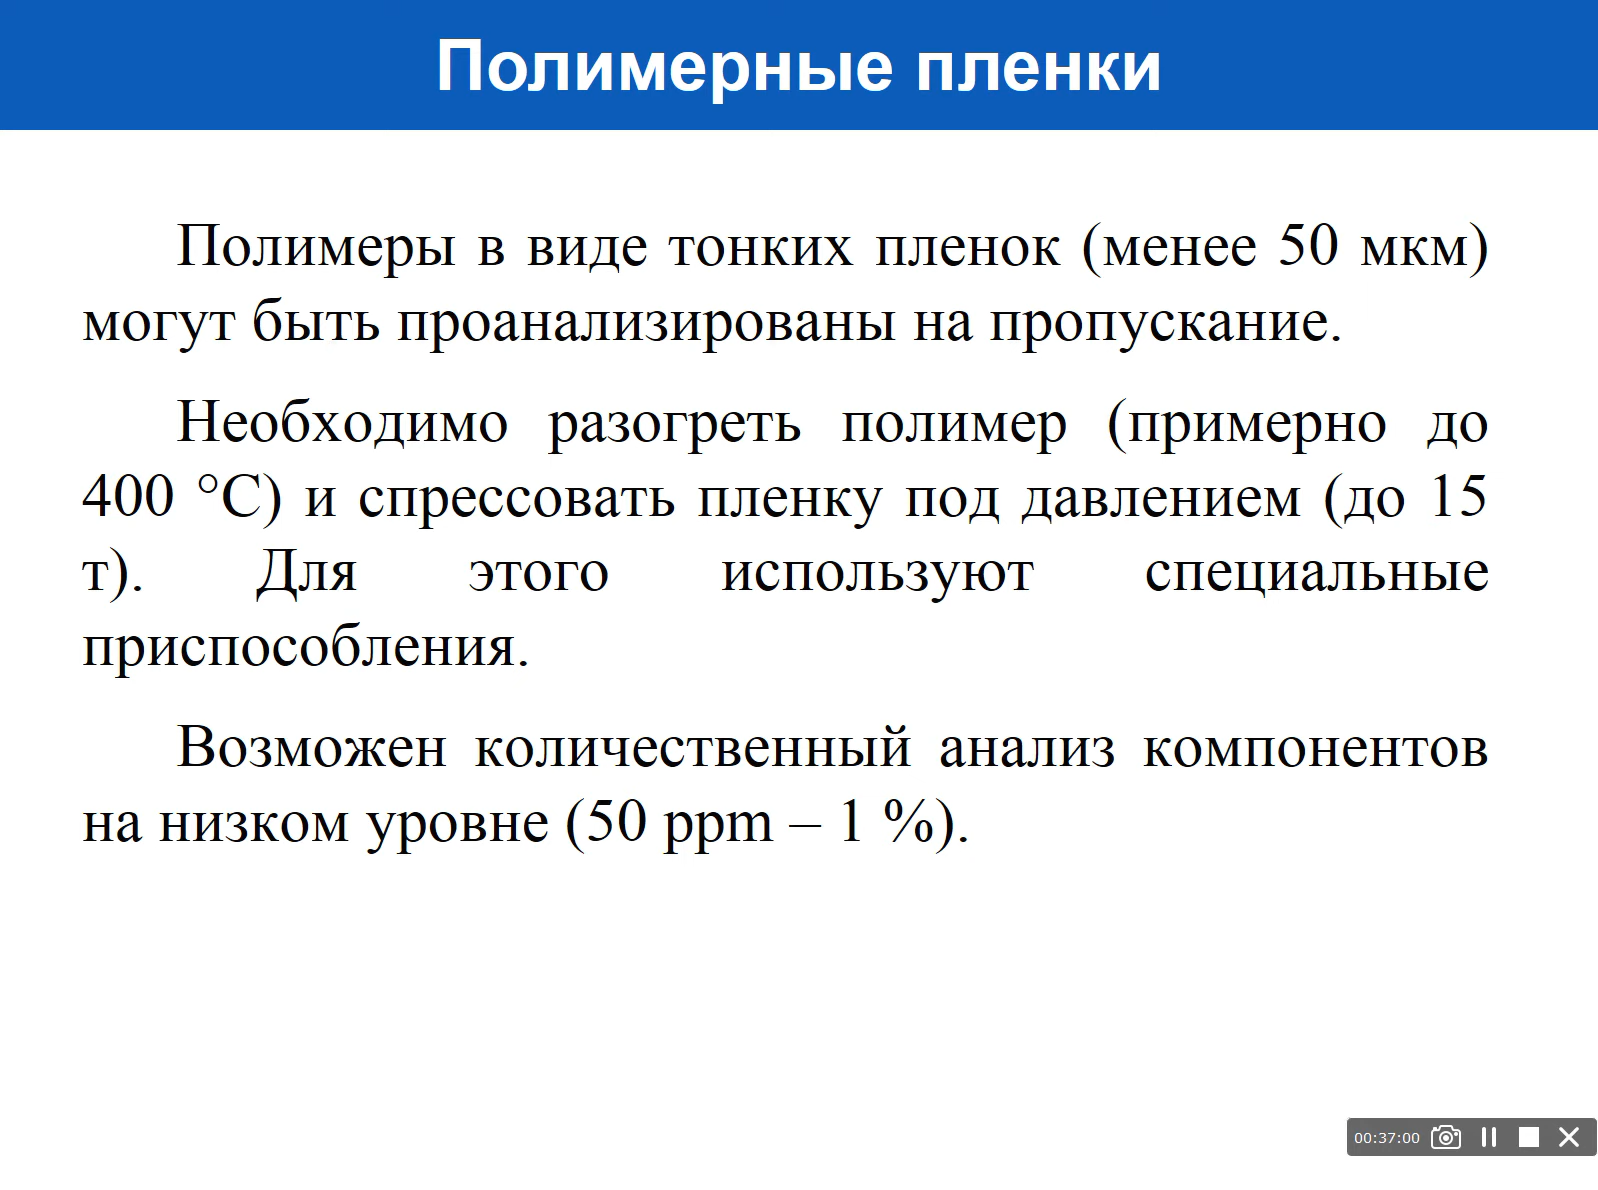 Полимерные пленки
Полимеры в виде тонких пленок (менее 50 мкм)
могут быть проанализированы на пропускание.
Необходимо разогреть полимер (примерно до
400 °С) и спрессовать пленку под давлением (до 15
т). Для этого используют специальные
приспособления.
Возможен количественный анализ компонентов
на низком уровне (50 ppm – 1 %).
00:37:00